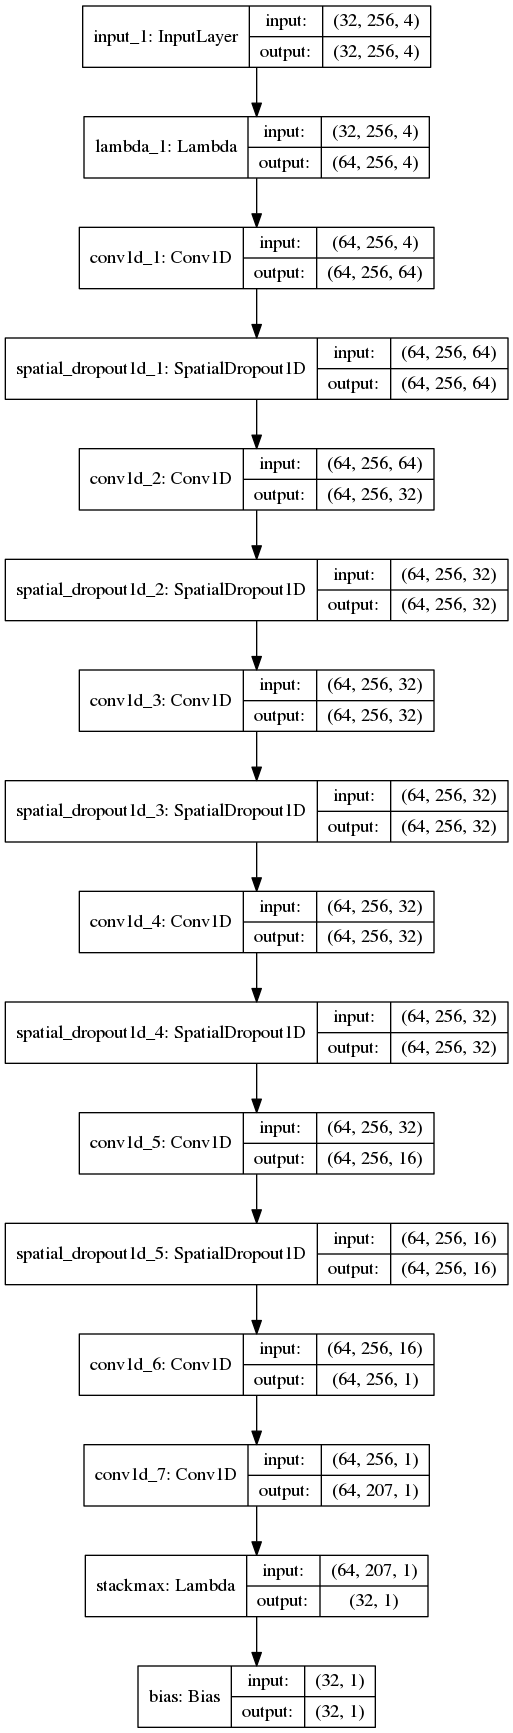 input_1: InputLayer
input: (32, 256, 4)
output: (32, 256, 4)
lambda_1: Lambda
input: (32, 256, 4)
output: (64, 256, 4)
conv1d_1: Conv1D
input: (64, 256, 4)
output: (64, 256, 64)
spatial_dropout1d_1: SpatialDropout1D
input: (64, 256, 64)
output: (64, 256, 64)
conv1d_2: Conv1D
input: (64, 256, 64)
output: (64, 256, 32)
spatial_dropout1d_2: SpatialDropout1D
input: (64, 256, 32)
output: (64, 256, 32)
conv1d_3: Conv1D
input: (64, 256, 32)
output: (64, 256, 32)
spatial_dropout1d_3: SpatialDropout1D
input: (64, 256, 32)
output: (64, 256, 32)
conv1d_4: Conv1D
input: (64, 256, 32)
output: (64, 256, 32)
spatial_dropout1d_4: SpatialDropout1D
input: (64, 256, 32)
output: (64, 256, 32)
conv1d_5: Conv1D
input: (64, 256, 32)
output: (64, 256, 16)
spatial_dropout1d_5: SpatialDropout1D
input: (64, 256, 16)
output: (64, 256, 16)
conv1d_6: Conv1D
input: (64, 256, 16)
output: (64, 256, 1)
conv1d_7: Conv1D
input: (64, 256, 1)
output: (64, 207, 1)
stackmax: Lambda
input: (64, 207, 1)
output: (32, 1)
bias: Bias
input: (32, 1)
output: (32, 1)